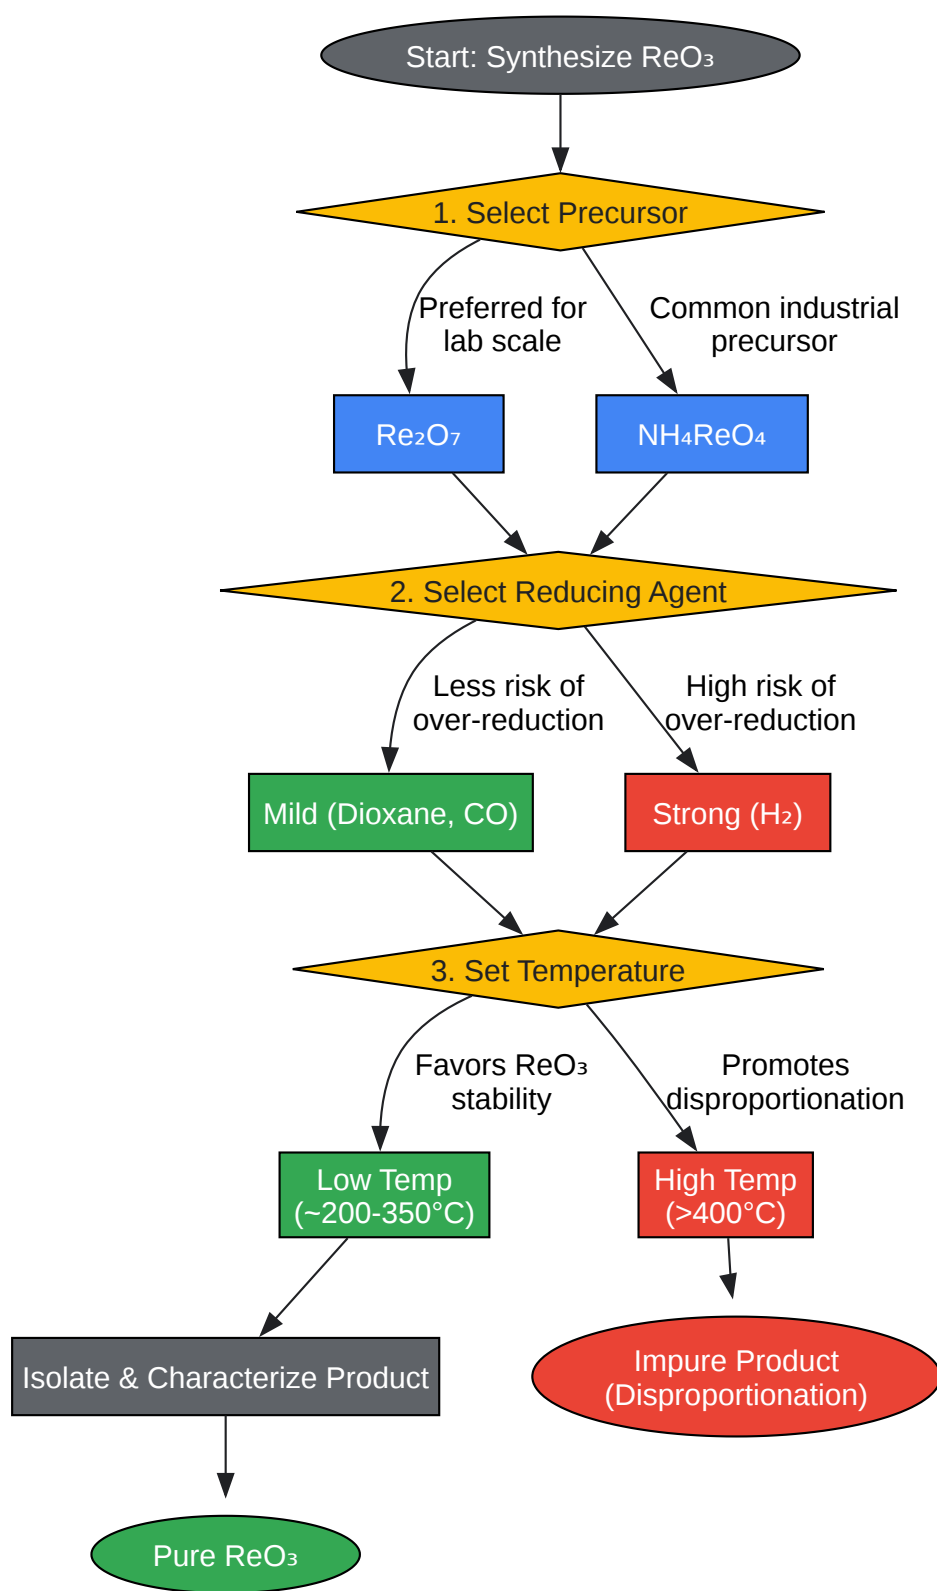 Start: Synthesize ReO₃
1. Select Precursor
Preferred for
lab scale
Common industrial
precursor
Re₂O₇
NH₄ReO₄
2. Select Reducing Agent
Less risk of
over-reduction
High risk of
over-reduction
Mild (Dioxane, CO)
Strong (H₂)
3. Set Temperature
Favors ReO₃
stability
Promotes
disproportionation
Low Temp
(~200-350°C)
High Temp
(>400°C)
Isolate & Characterize Product
Impure Product
(Disproportionation)
Pure ReO₃